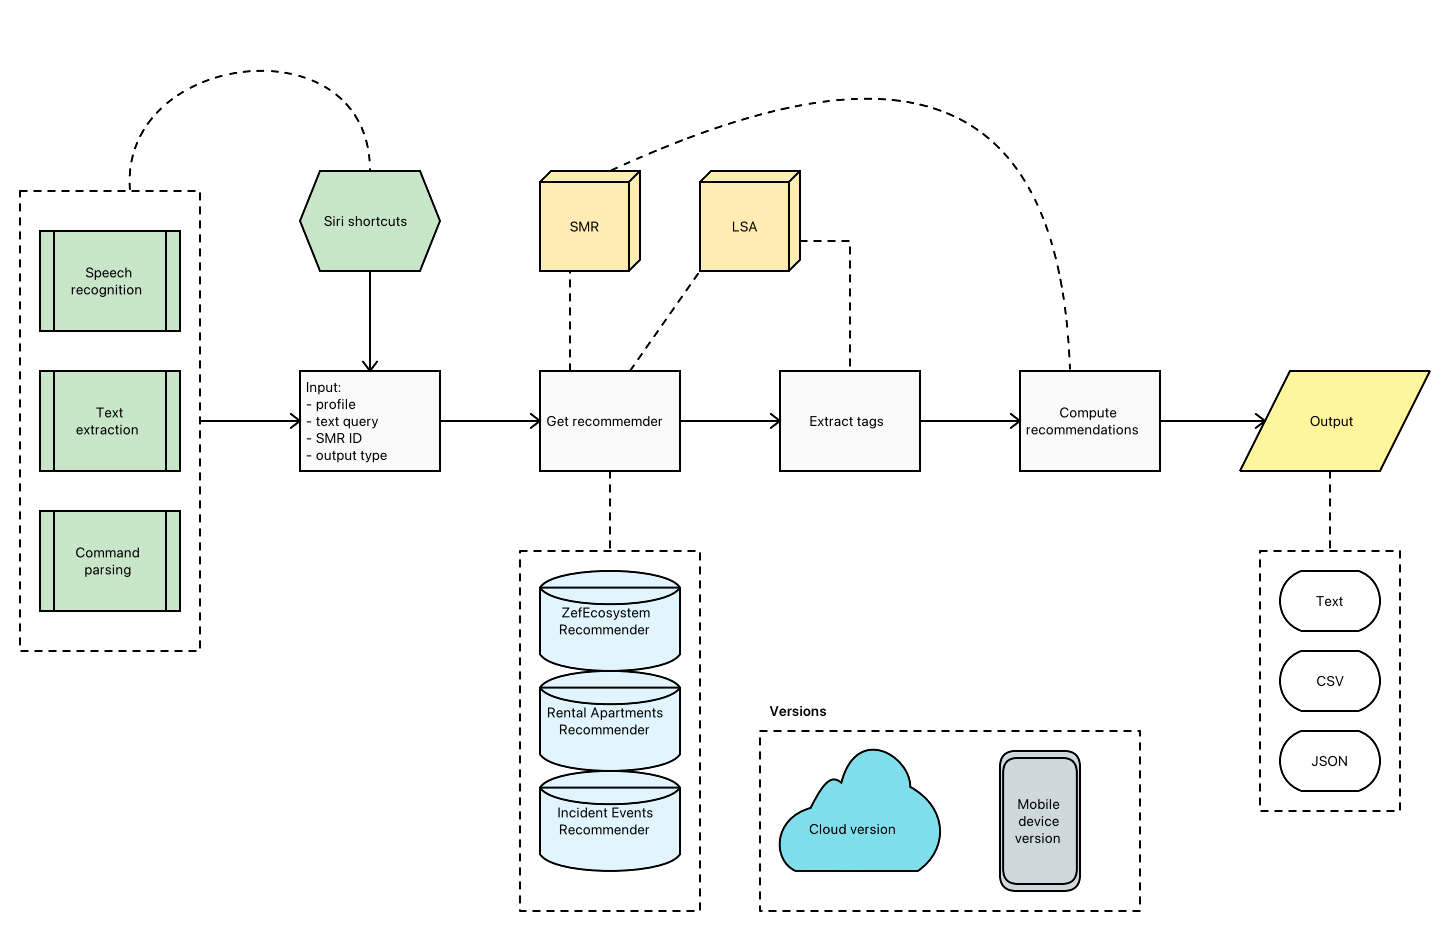 Siri shortcuts
SMR
LSA
Speech
recognition
Text
extraction
Command
parsing
Input:
- profile
- text query
- SMR ID
- output type
Get recommemder
Extract tags
Compute
recommendations
Output
ZefEcosystem
Recommender
Rental Apartments
Recommender
Incident Events
Recommender
Versions
Cloud version
Mobile
device
version
Text
CSV
JSON